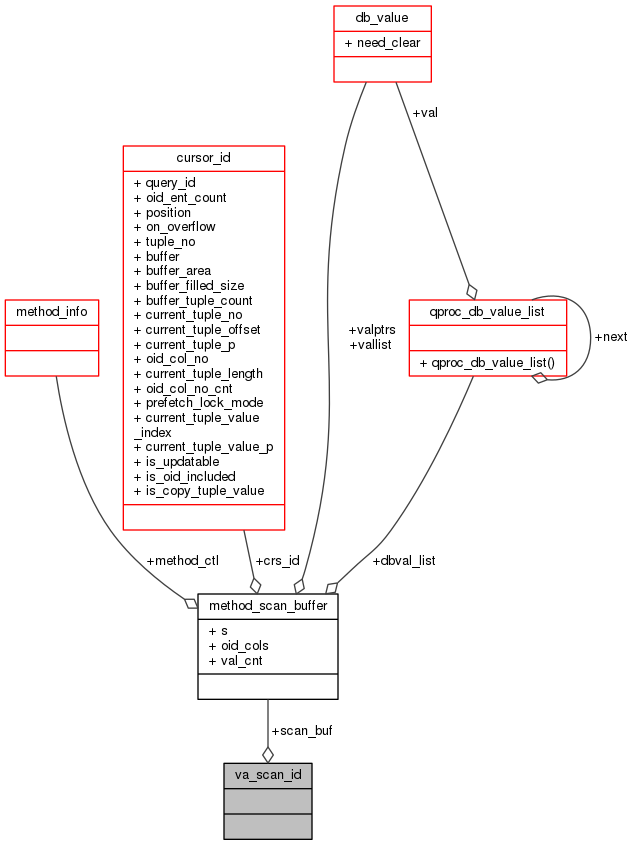 db_value
+ need_clear
+val
cursor_id
+ query_id
+ oid_ent_count
+ position
+ on_overflow
+ tuple_no
+ buffer
+ buffer_area
+ buffer_filled_size
+ buffer_tuple_count
+ current_tuple_no
+ current_tuple_offset
+ current_tuple_p
+ oid_col_no
+ current_tuple_length
+ oid_col_no_cnt
+ prefetch_lock_mode
+ current_tuple_value
_index
+ current_tuple_value_p
+ is_updatable
+ is_oid_included
+ is_copy_tuple_value
method_info
+valptrs
+vallist
qproc_db_value_list
+ qproc_db_value_list()
+next
+method_ctl
+crs_id
+dbval_list
method_scan_buffer
+ s
+ oid_cols
+ val_cnt
+scan_buf
va_scan_id